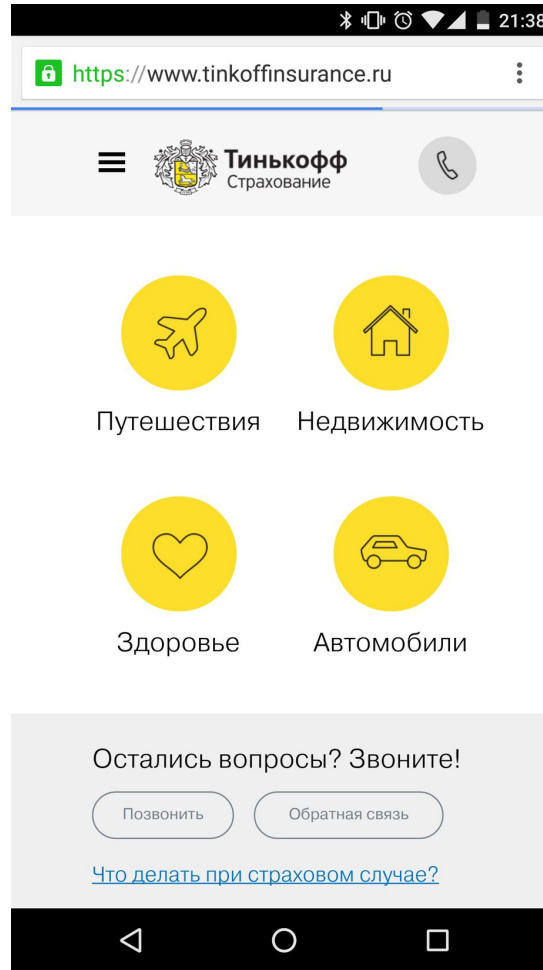 21:38
https://www.tinkoffinsurance.ru
Тинькофф
Страхование
Путешествия
Недвижимость
Здоровье
Автомобили
Остались вопросы? Звоните!
Позвонить
Обратная связь
Что делать при страховом случае?